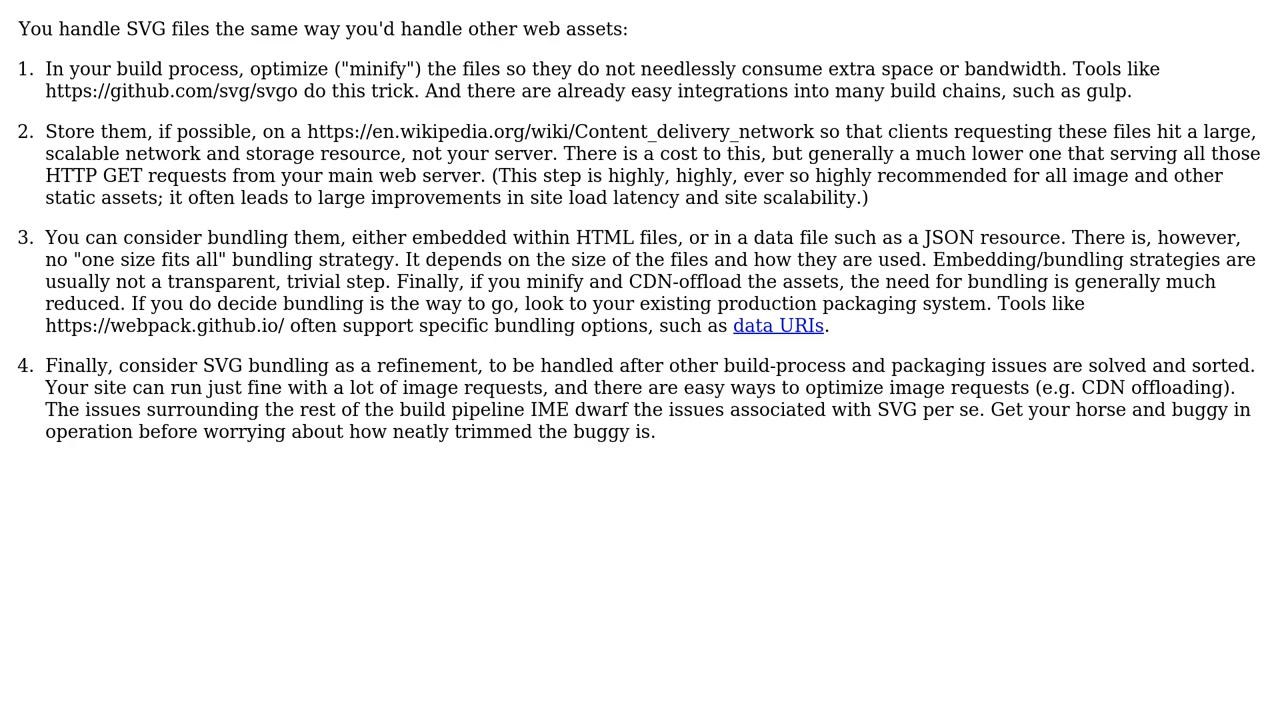 You handle SVG files the same way you'd handle other web assets:
1. In your build process, optimize ("minify") the files so they do not needlessly consume extra space or bandwidth. Tools like
https://github.com/svg/svgo do this trick. And there are already easy integrations into many build chains, such as gulp.
2. Store them, if possible, on a https://en.wikipedia.org/wiki/Content_delivery_network so that clients requesting these files hit a large,
scalable network and storage resource, not your server. There is a cost to this, but generally a much lower one that serving all those
HTTP GET requests from your main web server. (This step is highly, highly, ever so highly recommended for all image and other
static assets; it often leads to large improvements in site load latency and site scalability.)
3. You can consider bundling them, either embedded within HTML files, or in a data file such as a JSON resource. There is, however,
no "one size fits all" bundling strategy. It depends on the size of the files and how they are used. Embedding/bundling strategies are
usually not a transparent, trivial step. Finally, if you minify and CDN-offload the assets, the need for bundling is generally much
reduced. If you do decide bundling is the way to go, look to your existing production packaging system. Tools like
https://webpack.github.io/ often support specific bundling options, such as data URIs.
4. Finally, consider SVG bundling as a refinement, to be handled after other build-process and packaging issues are solved and sorted.
Your site can run just fine with a lot of image requests, and there are easy ways to optimize image requests (e.g. CDN offloading).
The issues surrounding the rest of the build pipeline IME dwarf the issues associated with SVG per se. Get your horse and buggy in
operation before worrying about how neatly trimmed the buggy is.